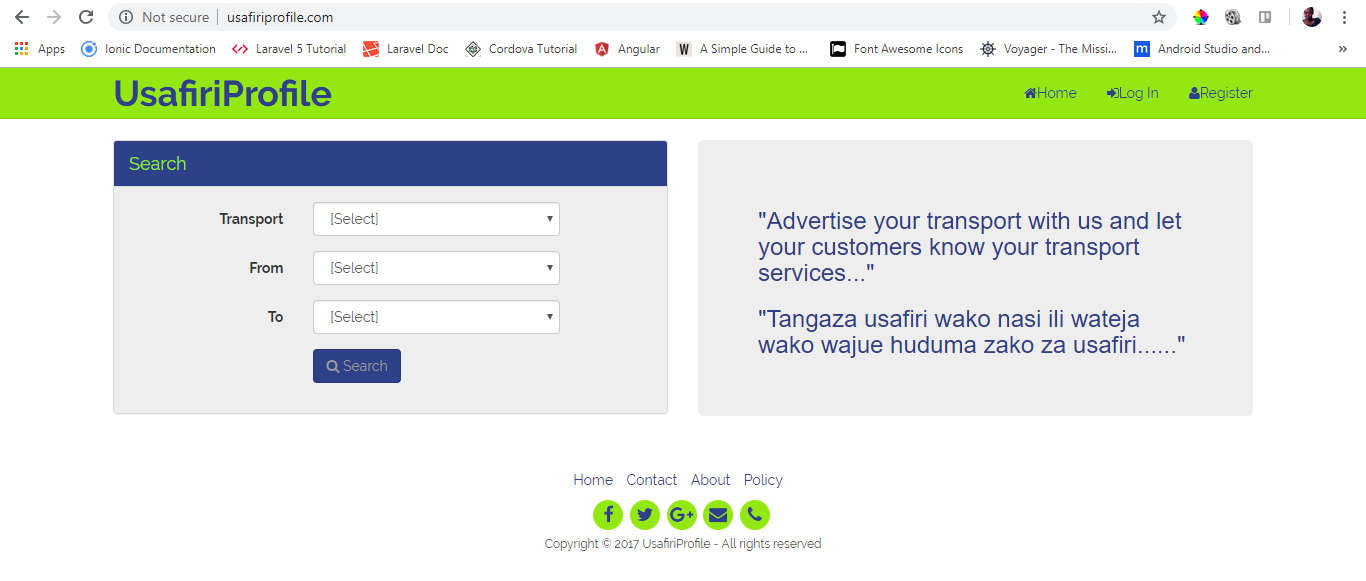 Not secure | usafiriprofile.com
Apps Ionic Documentation Laravel 5 Tutorial Laravel Doc Cordova Tutorial Angular W A Simple Guide to ... Font Awesome Icons Voyager - The Missi... m Android Studio and... »
UsafiriProfile Home Log In Register
Search
Transport [Select]
From [Select]
To [Select]
Search
"Advertise your transport with us and let
your customers know your transport
services..."
"Tangaza usafiri wako nasi ili wateja
wako wajue huduma zako za usafiri......"
Home Contact About Policy
f G+
Copyright © 2017 UsafiriProfile - All rights reserved